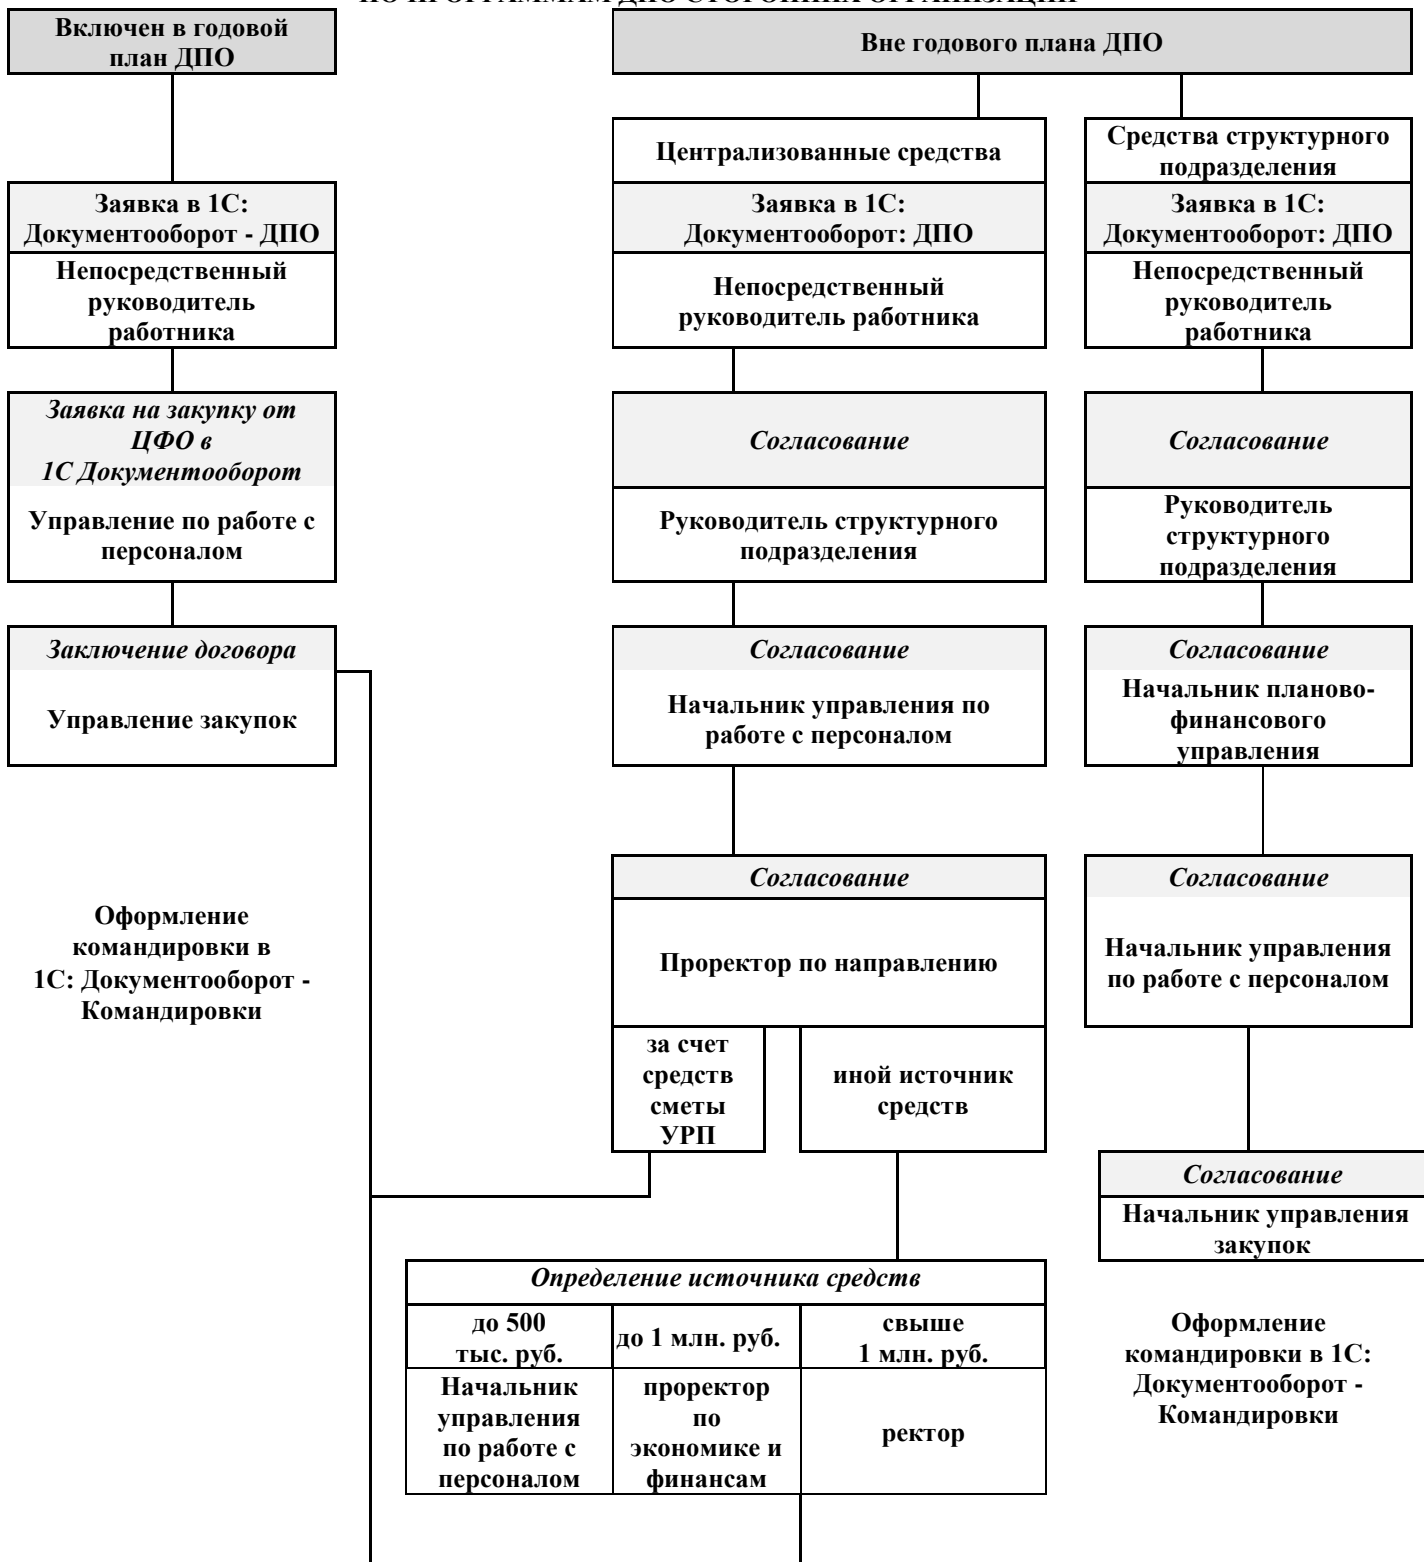 ПО ПРОГРАММАМ ДПО СТОРОННЯ ОРГАНИЗАЦИЯ
Включен в годовой
план ДПО
Вне годового плана ДПО
Централизованные средства
Средства структурного
подразделения
Заявка в 1С:
Документооборот - ДПО
Непосредственный
руководитель
работника
Заявка в 1С:
Документооборот: ДПО
Непосредственный
руководитель работника
Заявка в 1С:
Документооборот: ДПО
Непосредственный
руководитель
работника
Заявка на закупку от
ЦФО в
1С Документооборот
Управление по работе с
персоналом
Согласование
Руководитель структурного
подразделения
Согласование
Руководитель
структурного
подразделения
Заключение договора
Управление закупок
Согласование
Начальник управления по
работе с персоналом
Согласование
Начальник планово-
финансового
управления
Оформление
командировки в
1С: Документооборот -
Командировки
Согласование
Проректор по направлению
Согласование
Начальник управления
по работе с персоналом
за счет
средств
сметы
УРП
иной источник
средств
Согласование
Начальник управления
закупок
Определение источника средств
до 500
тыс. руб.
до 1 млн. руб.
свыше
1 млн. руб.
Начальник
управления
по работе с
персоналом
проректор
по
экономике и
финансам
ректор
Оформление
командировки в 1С:
Документооборот -
Командировки